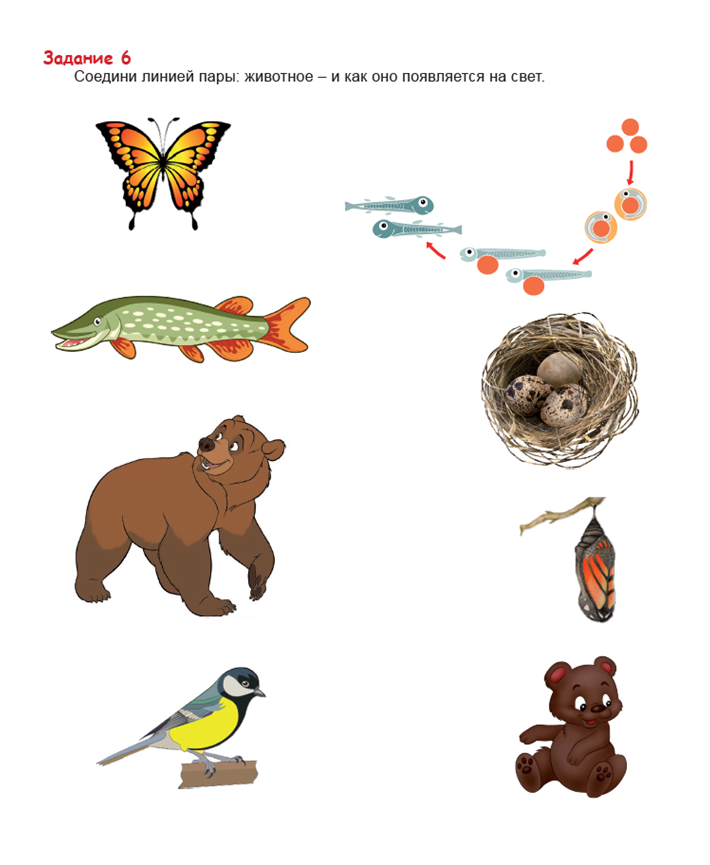 Задание 6
Соедини линией пары: животное – и как оно появляется на свет.